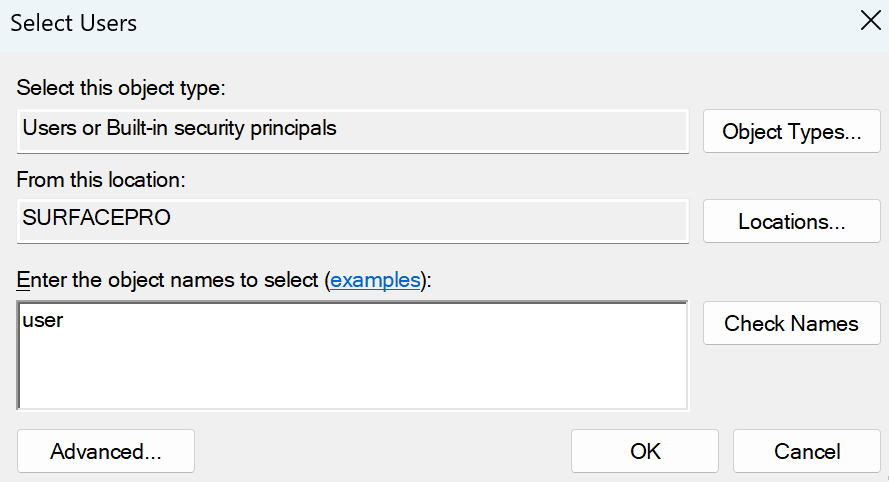 Select Users
Select this object type:
Users or Built-in security principals
Object Types...
From this location:
SURFACEPRO
Locations...
Enter the object names to select (examples):
user
Check Names
Advanced...
OK
Cancel